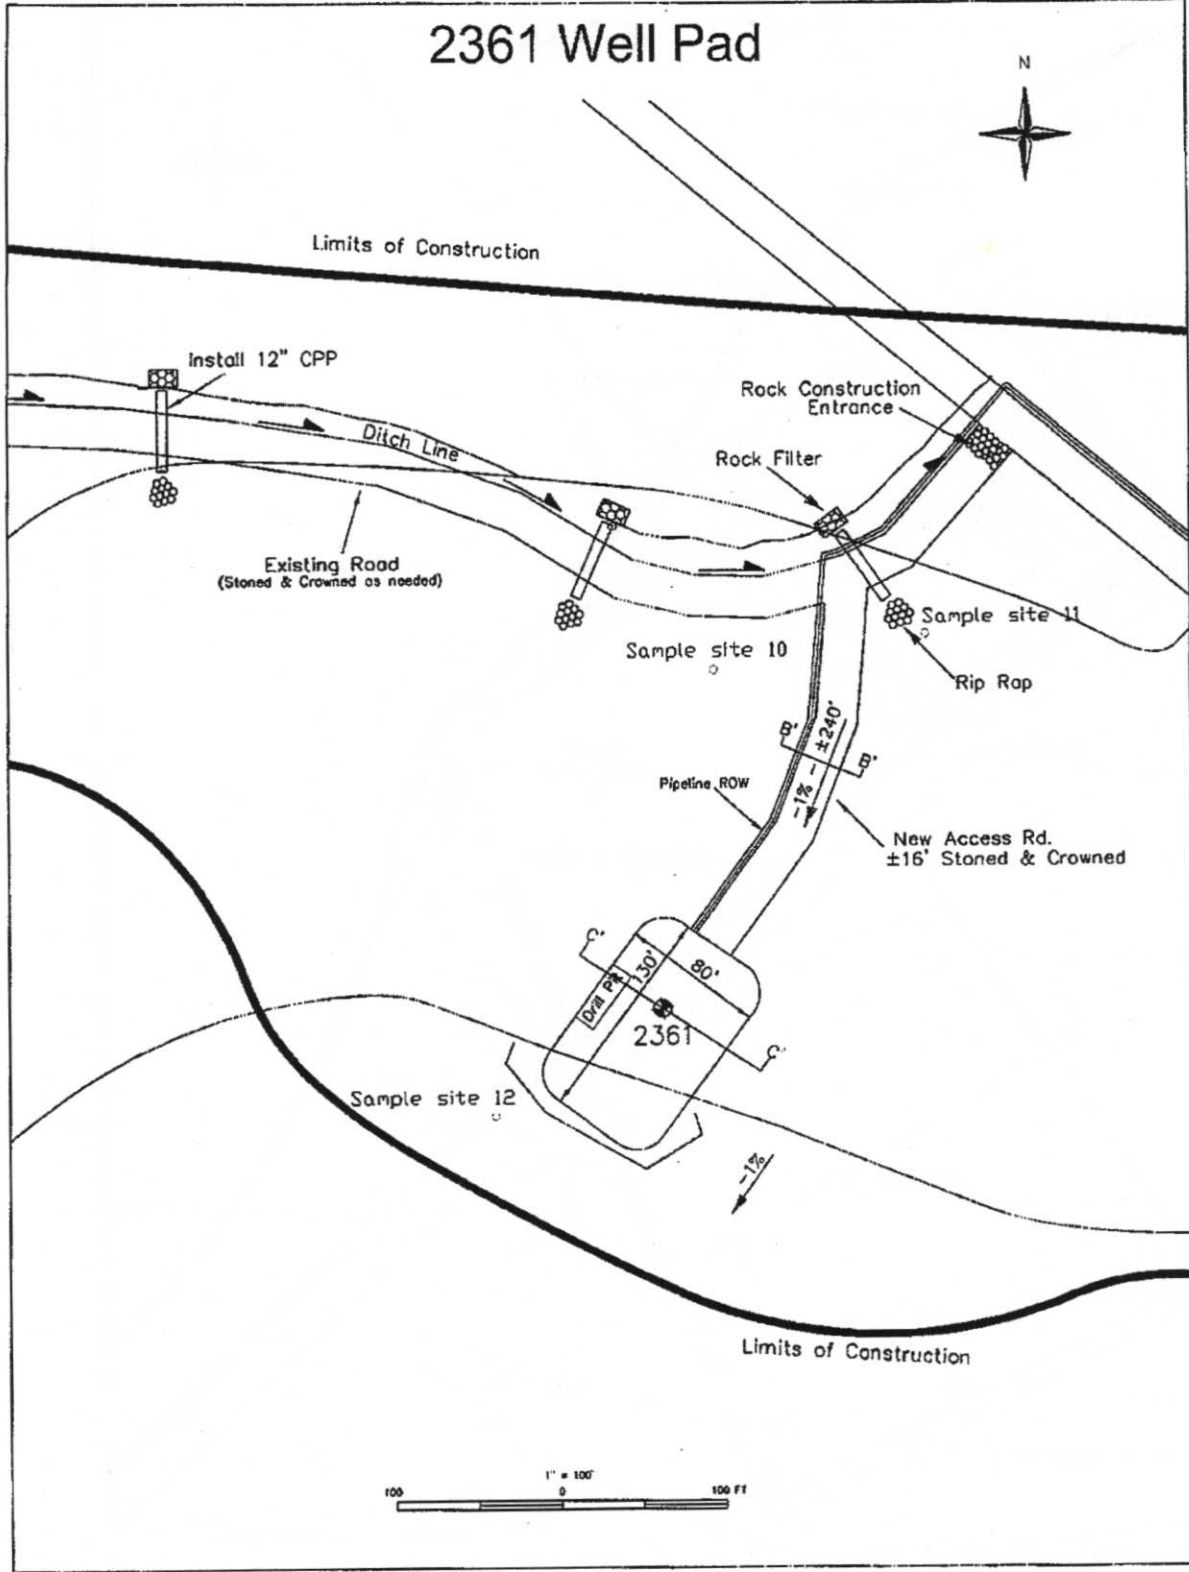 2361 Well Pad
N
Limits of Construction
Install 12" CPP
Rock Construction
Entrance
Ditch Line
Rock Filter
Existing Road
(Stoned & Crowned as needed)
Sample site 11
Sample site 10
Rip Rap
B'
-1% - ±240'
B'
Pipeline ROW
New Access Rd.
±16' Stoned & Crowned
C'
130'
80'
Drill Pit
2361
C'
Sample site 12
-1%
Limits of Construction
1" = 100'
100
0
100 FT